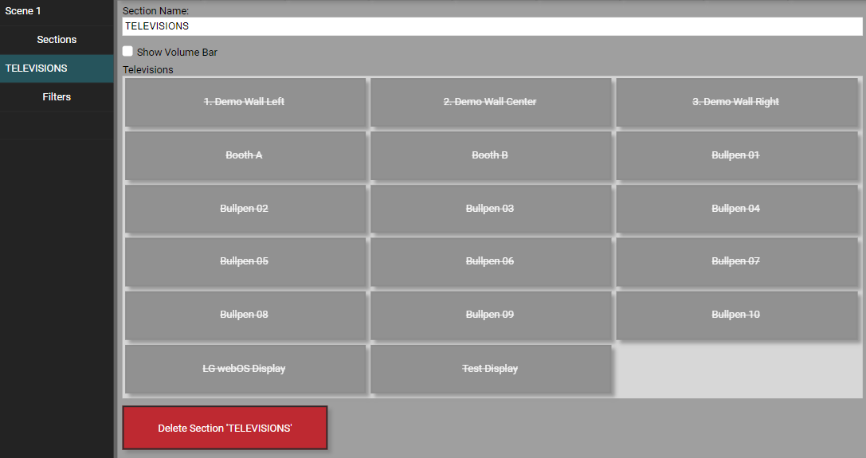 Scene 1
Sections
TELEVISIONS
Filters
Section Name:
TELEVISIONS
Show Volume Bar
Televisions
1. Demo Wall Left
2. Demo Wall Center
3. Demo Wall Right
Booth A
Booth B
Bullpen 01
Bullpen 02
Bullpen 03
Bullpen 04
Bullpen 05
Bullpen 06
Bullpen 07
Bullpen 08
Bullpen 09
Bullpen 10
LG webOS Display
Test Display
Delete Section 'TELEVISIONS'